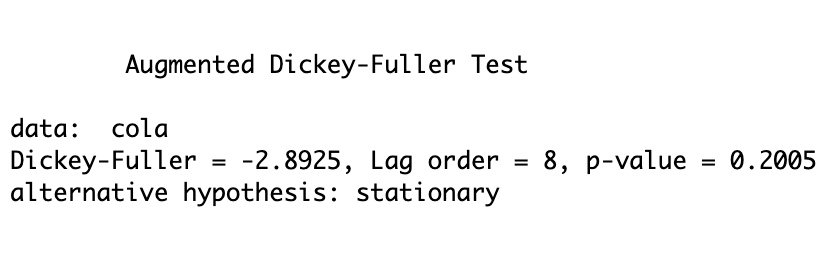 Augmented Dickey-Fuller Test
data:  cola
Dickey-Fuller = -2.8925, Lag order = 8, p-value = 0.2005
alternative hypothesis: stationary